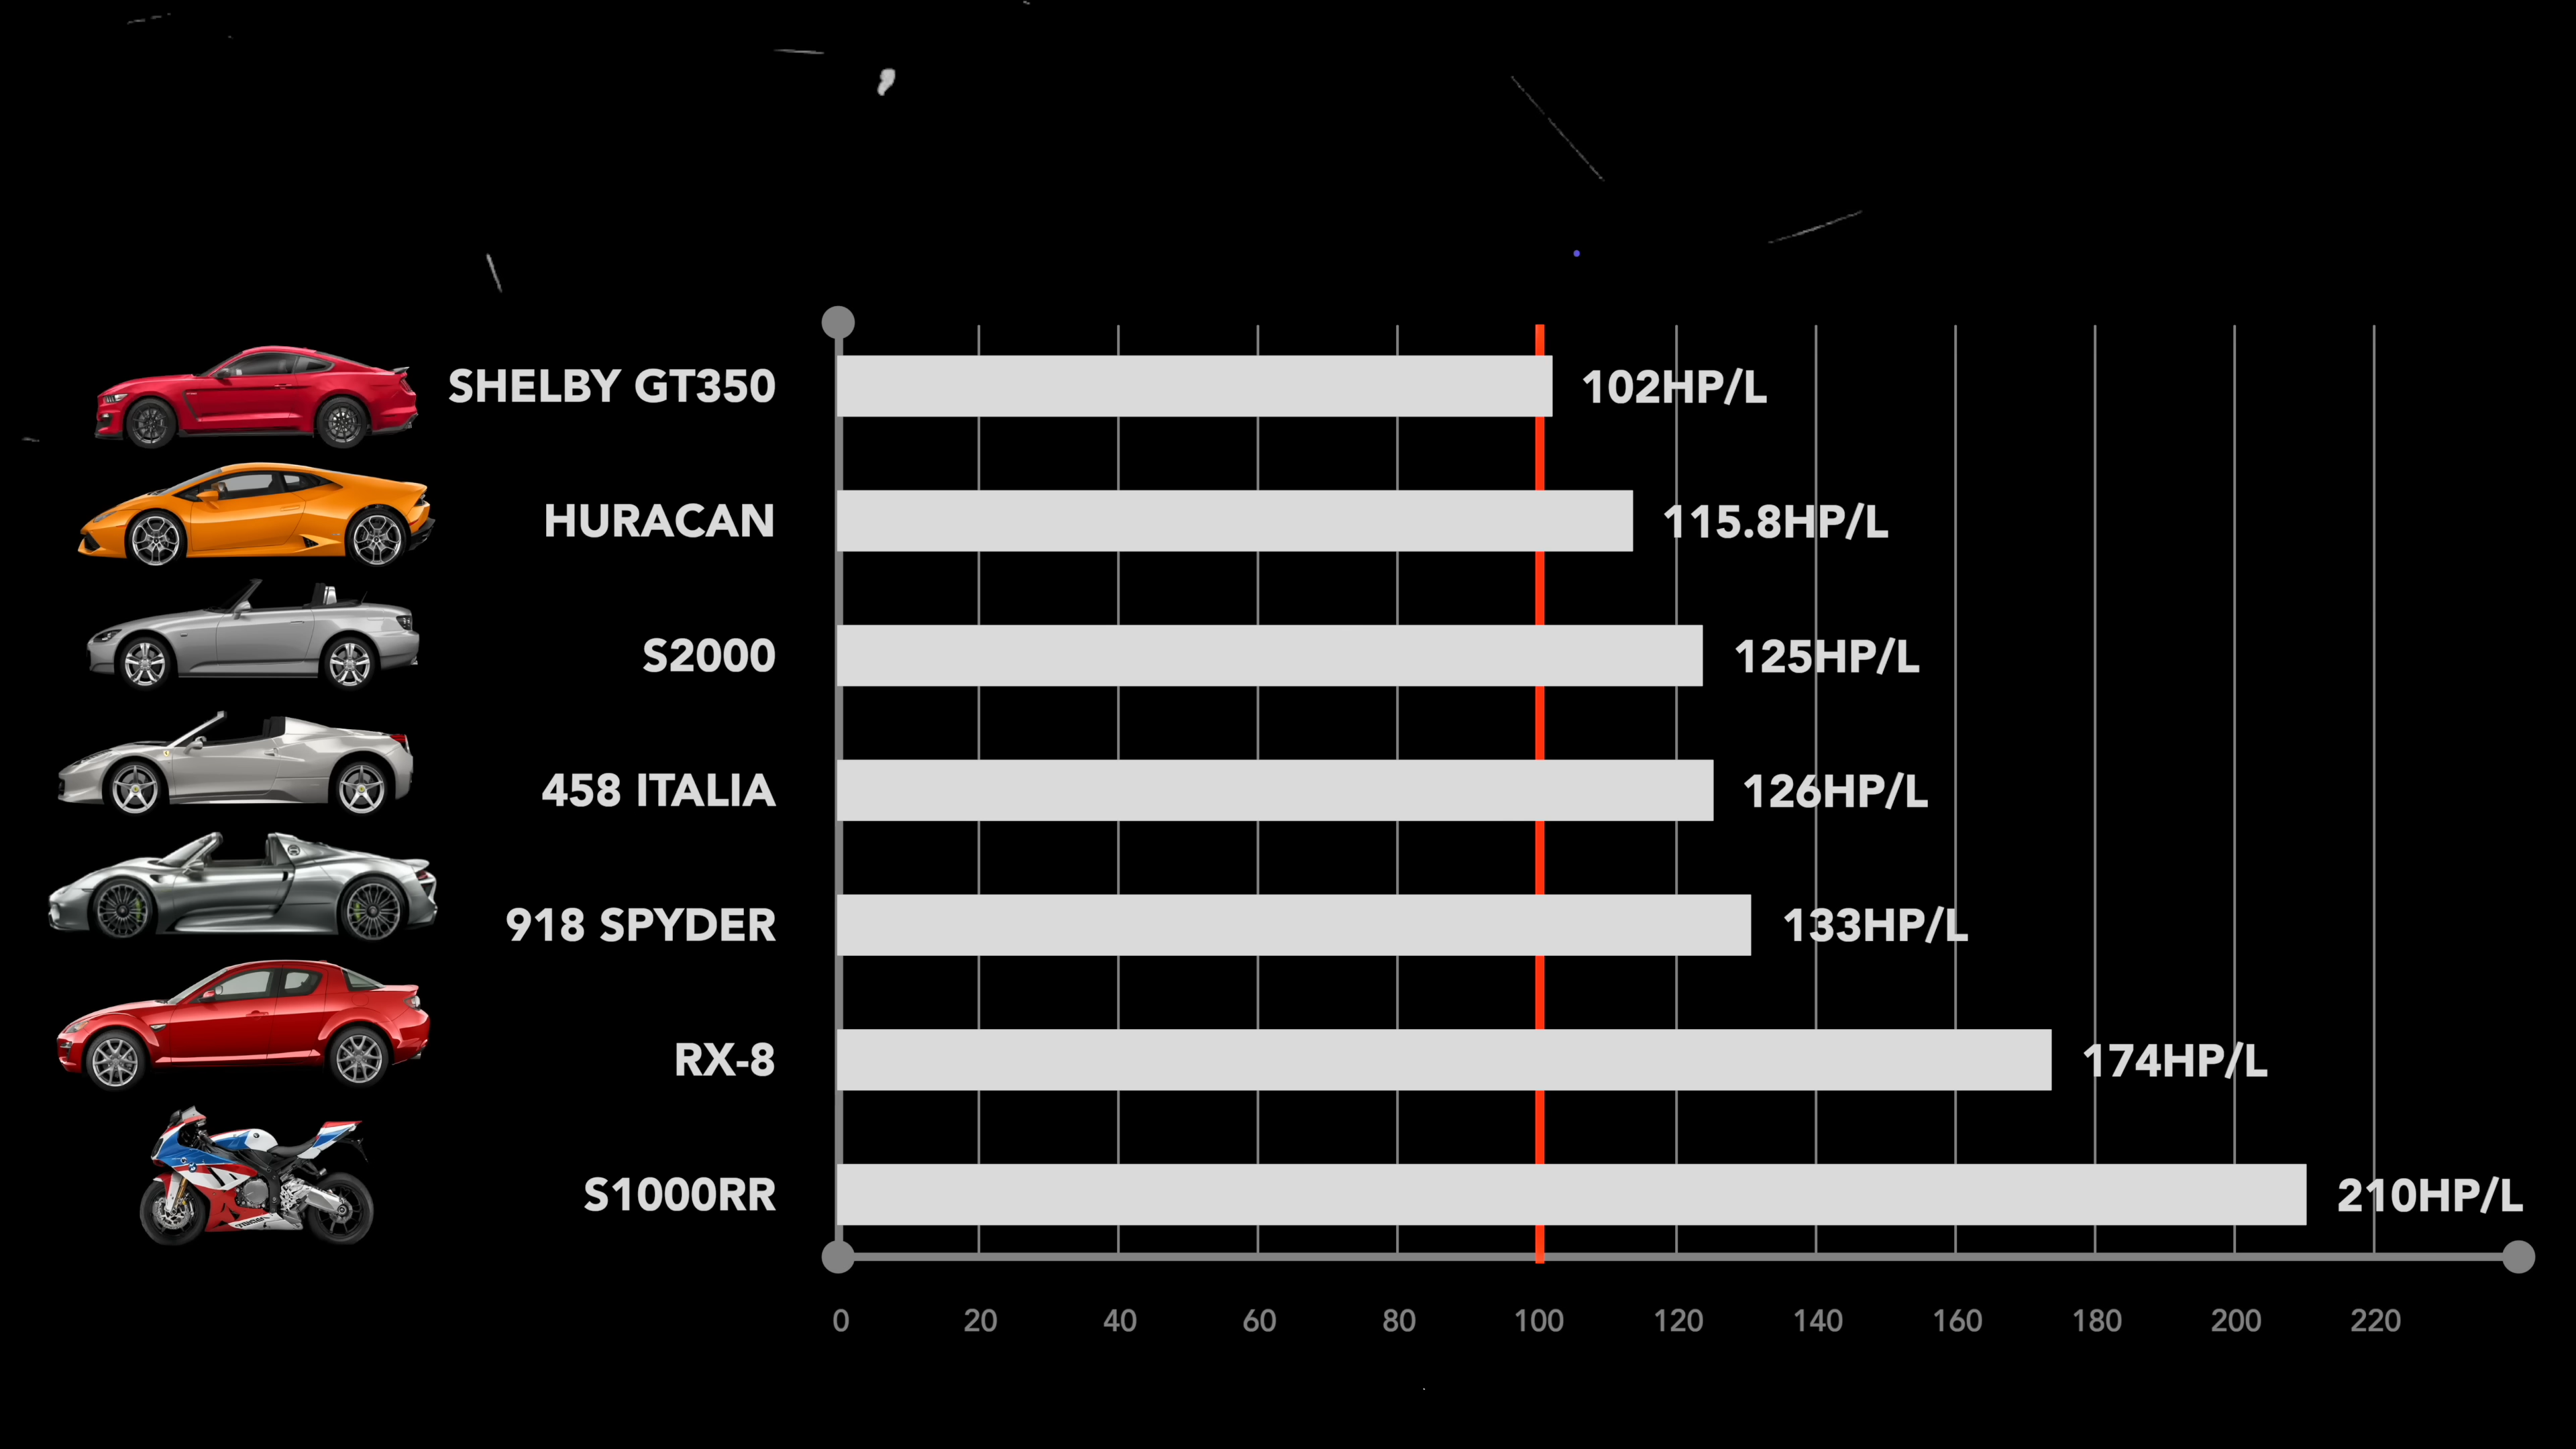 SHELBY GT350 102HP/L
HURACAN 115.8HP/L
S2000 125HP/L
458 ITALIA 126HP/L
918 SPYDER 133HP/L
RX-8 174HP/L
S1000RR 210HP/L
0 20 40 60 80 100 120 140 160 180 200 220